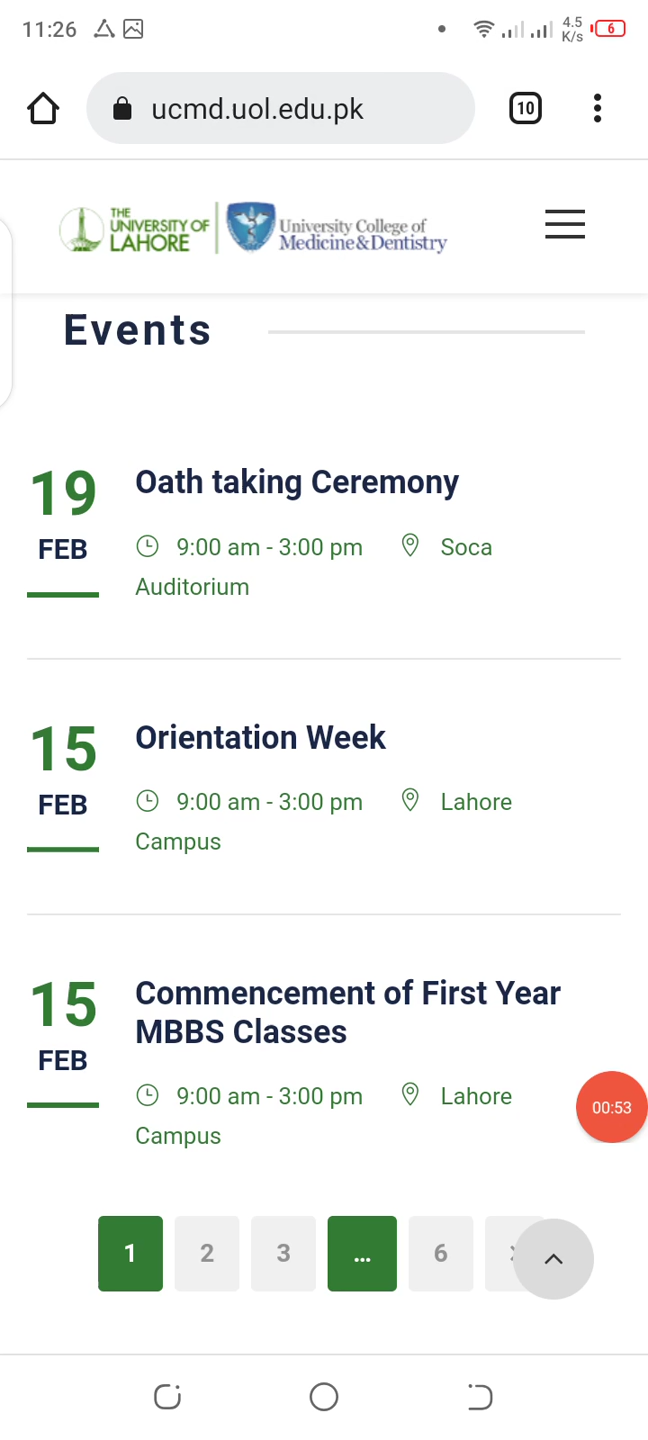 11:26
4.5
K/s
6
ucmd.uol.edu.pk
10
THE
UNIVERSITY OF
LAHORE
University College of
Medicine & Dentistry
Events
19
FEB
Oath taking Ceremony
9:00 am - 3:00 pm Soca
Auditorium
15
FEB
Orientation Week
9:00 am - 3:00 pm Lahore
Campus
15
FEB
Commencement of First Year
MBBS Classes
9:00 am - 3:00 pm Lahore
Campus
00:53
1 2 3 ... 6